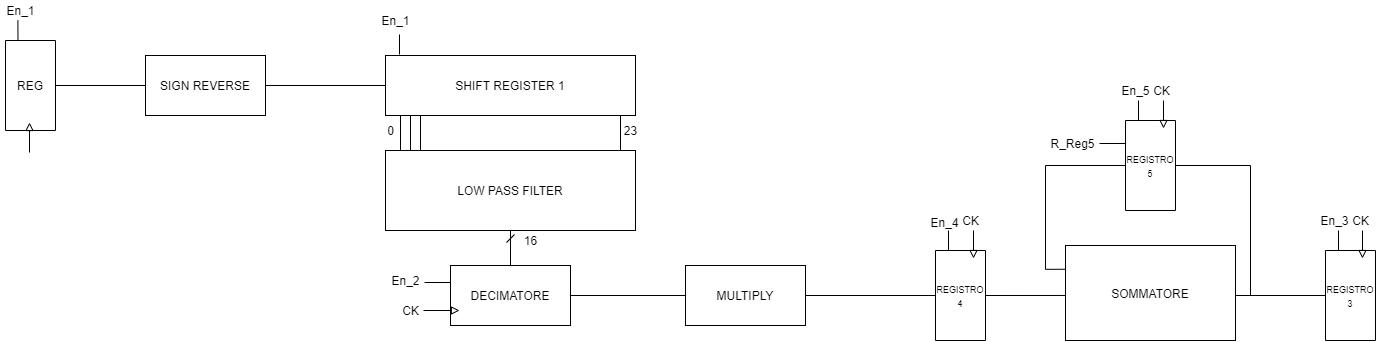 En_1
REG
SIGN REVERSE
En_1
SHIFT REGISTER 1
0
23
LOW PASS FILTER
16
En_2
CK
DECIMATORE
MULTIPLY
En_4 CK
REGISTRO
4
En_5 CK
R_Reg5
REGISTRO
5
SOMMATORE
En_3 CK
REGISTRO
3